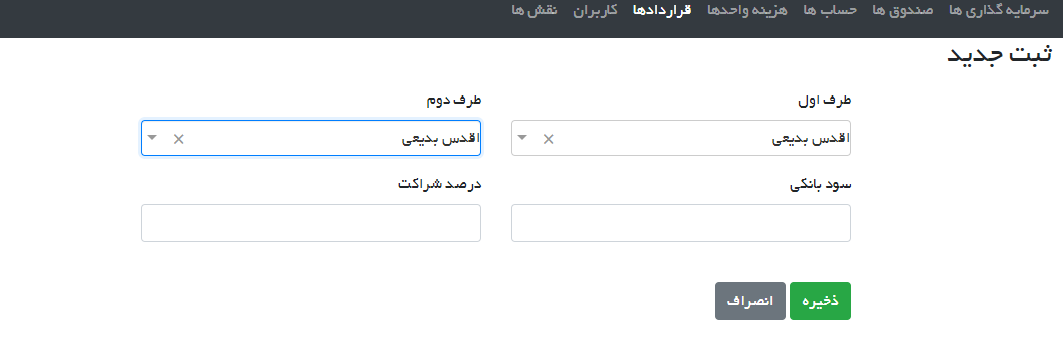 سرمایه گذاری ها صندوق ها حساب ها هزینه واحدها قراردادها کاربران نقش ها
ثبت جدید
طرف اول طرف دوم
اقدس بدیعی × اقدس بدیعی ×
سود بانکی درصد شراکت
ذخیره انصراف